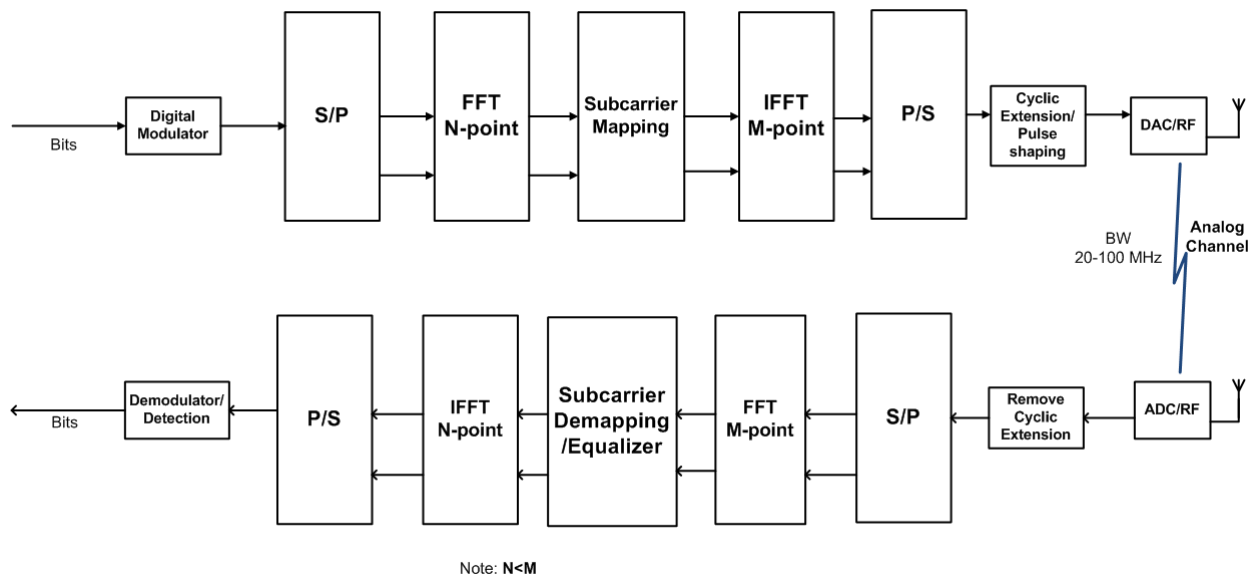 Bits
Digital
Modulator
S/P
FFT
N-point
Subcarrier
Mapping
IFFT
M-point
P/S
Cyclic
Extension/
Pulse
shaping
DAC/RF
BW
20-100 MHz
Analog
Channel
Bits
Demodulator/
Detection
P/S
IFFT
N-point
Subcarrier
Demapping
/Equalizer
FFT
M-point
S/P
Remove
Cyclic
Extension
ADC/RF
Note: N<M